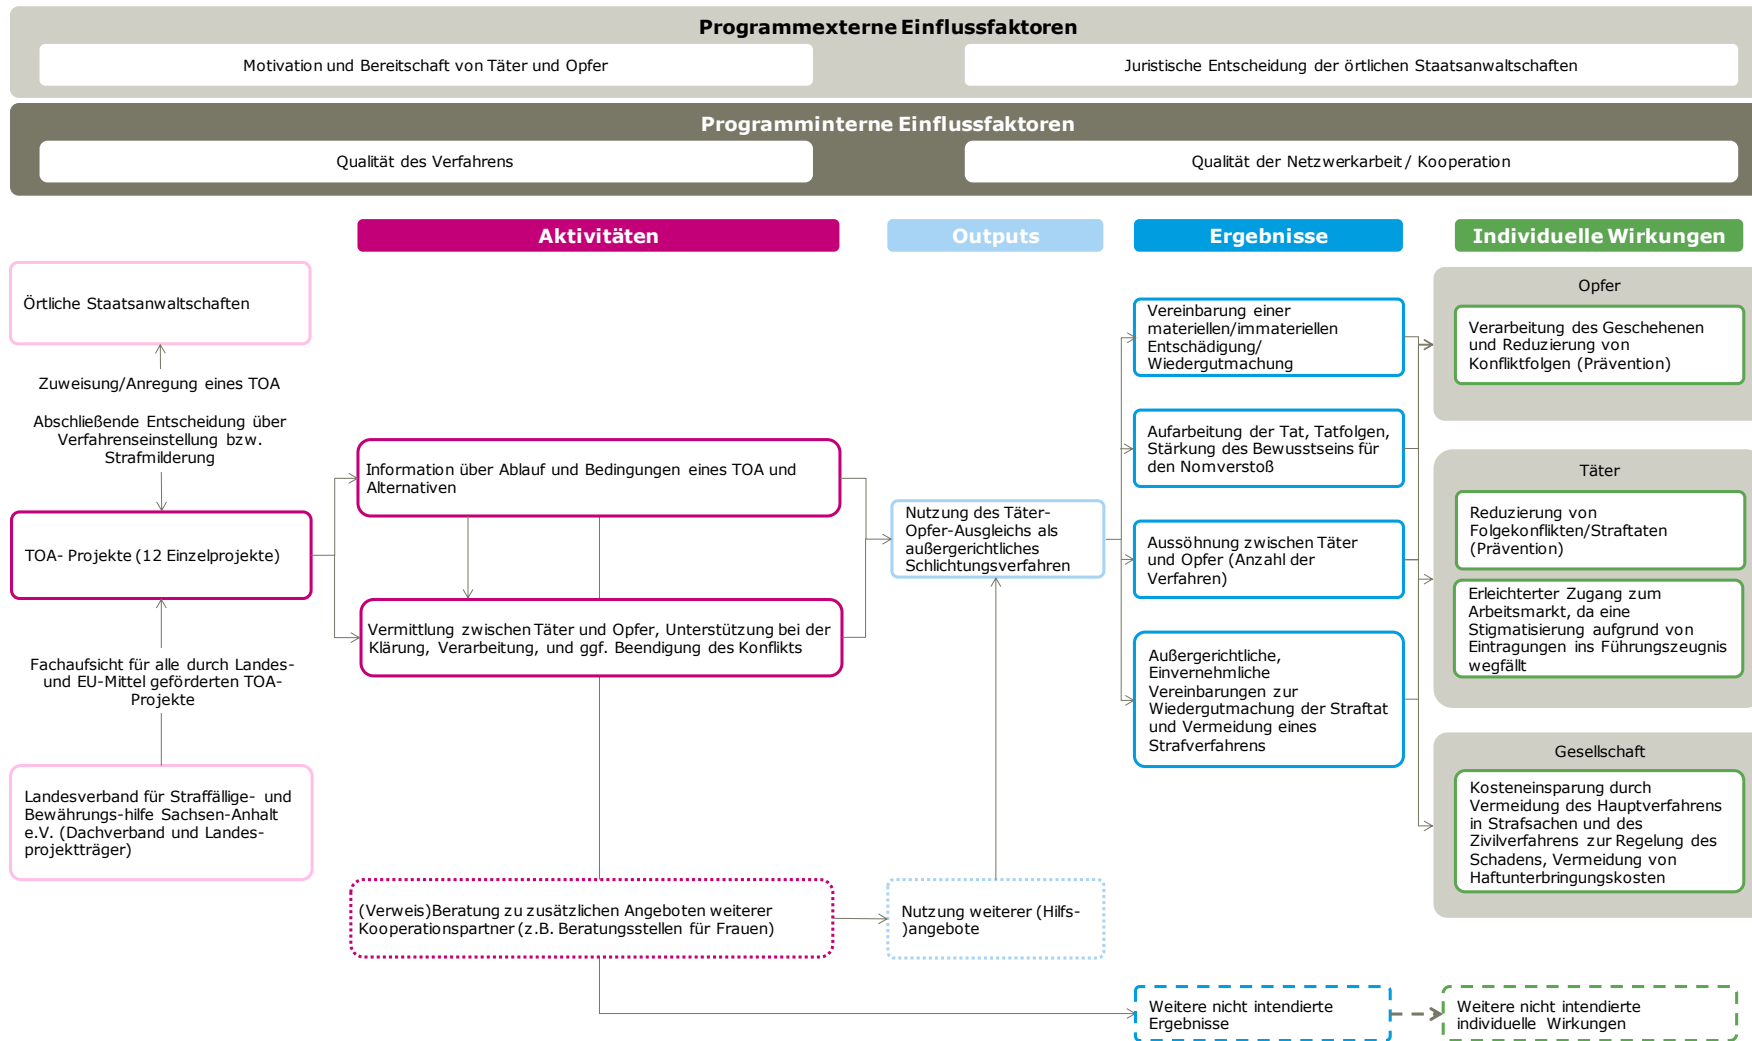 Programmexterne Einflussfaktoren
Motivation und Bereitschaft von Täter und Opfer
Juristische Entscheidung der örtlichen Staatsanwaltschaften
Programminterne Einflussfaktoren
Qualität des Verfahrens
Qualität der Netzwerkarbeit / Kooperation
Aktivitäten
Outputs
Ergebnisse
Individuelle Wirkungen
Örtliche Staatsanwaltschaften
Zuweisung/Anregung eines TOA
Abschließende Entscheidung über
Verfahrenseinstellung bzw.
Strafmilderung
TOA- Projekte (12 Einzelprojekte)
Fachaufsicht für alle durch Landes-
und EU-Mittel geförderten TOA-
Projekte
Landesverband für Straffällige- und
Bewährungs-hilfe Sachsen-Anhalt
e.V. (Dachverband und Landes-
projektträger)
Information über Ablauf und Bedingungen eines TOA und
Alternativen
Vermittlung zwischen Täter und Opfer, Unterstützung bei der
Klärung, Verarbeitung, und ggf. Beendigung des Konflikts
(Verweis)Beratung zu zusätzlichen Angeboten weiterer
Kooperationspartner (z.B. Beratungsstellen für Frauen)
Nutzung des Täter-
Opfer-Ausgleichs als
außergerichtliches
Schlichtungsverfahren
Nutzung weiterer (Hilfs-
)angebote
Vereinbarung einer
materiellen/immateriellen
Entschädigung/
Wiedergutmachung
Aufarbeitung der Tat, Tatfolgen,
Stärkung des Bewusstseins für
den Nomverstoß
Aussöhnung zwischen Täter
und Opfer (Anzahl der
Verfahren)
Außergerichtliche,
Einvernehmliche
Vereinbarungen zur
Wiedergutmachung der Straftat
und Vermeidung eines
Strafverfahrens
Weitere nicht intendierte
Ergebnisse
Opfer
Verarbeitung des Geschehenen
und Reduzierung von
Konfliktfolgen (Prävention)
Täter
Reduzierung von
Folgekonflikten/Straftaten
(Prävention)
Erleichterter Zugang zum
Arbeitsmarkt, da eine
Stigmatisierung aufgrund von
Eintragungen ins Führungszeugnis
wegfällt
Gesellschaft
Kosteneinsparung durch
Vermeidung des Hauptverfahrens
in Strafsachen und des
Zivilverfahrens zur Regelung des
Schadens, Vermeidung von
Haftunterbringungskosten
Weitere nicht intendierte
individuelle Wirkungen